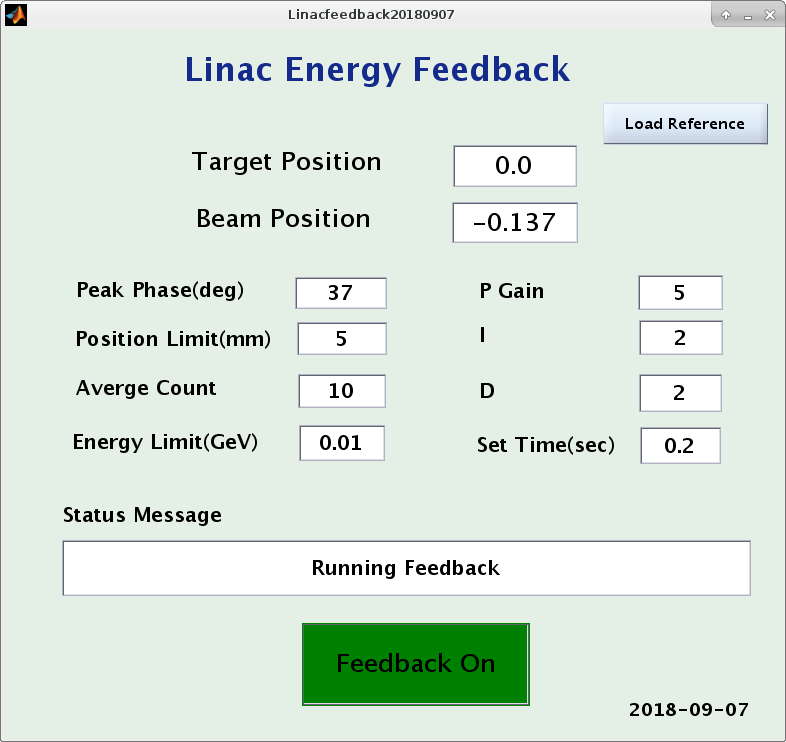 Linacfeedback20180907
Linac Energy Feedback
Load Reference
Target Position 0.0
Beam Position -0.137
Peak Phase(deg) 37 P Gain 5
Position Limit(mm) 5 I 2
Averge Count 10 D 2
Energy Limit(GeV) 0.01 Set Time(sec) 0.2
Status Message
Running Feedback
Feedback On
2018-09-07